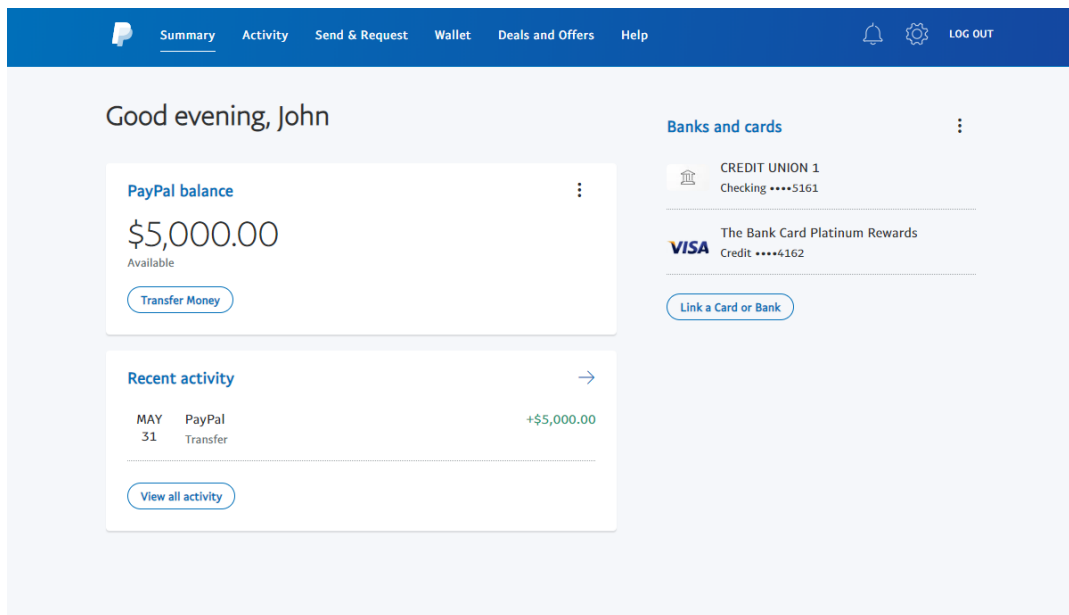 Summary Activity Send & Request Wallet Deals and Offers Help LOG OUT
Good evening, John
PayPal balance
$5,000.00
Available
Transfer Money
Recent activity
MAY 31
PayPal
Transfer
+$5,000.00
View all activity
Banks and cards
CREDIT UNION 1
Checking ••••5161
VISA
The Bank Card Platinum Rewards
Credit ••••4162
Link a Card or Bank